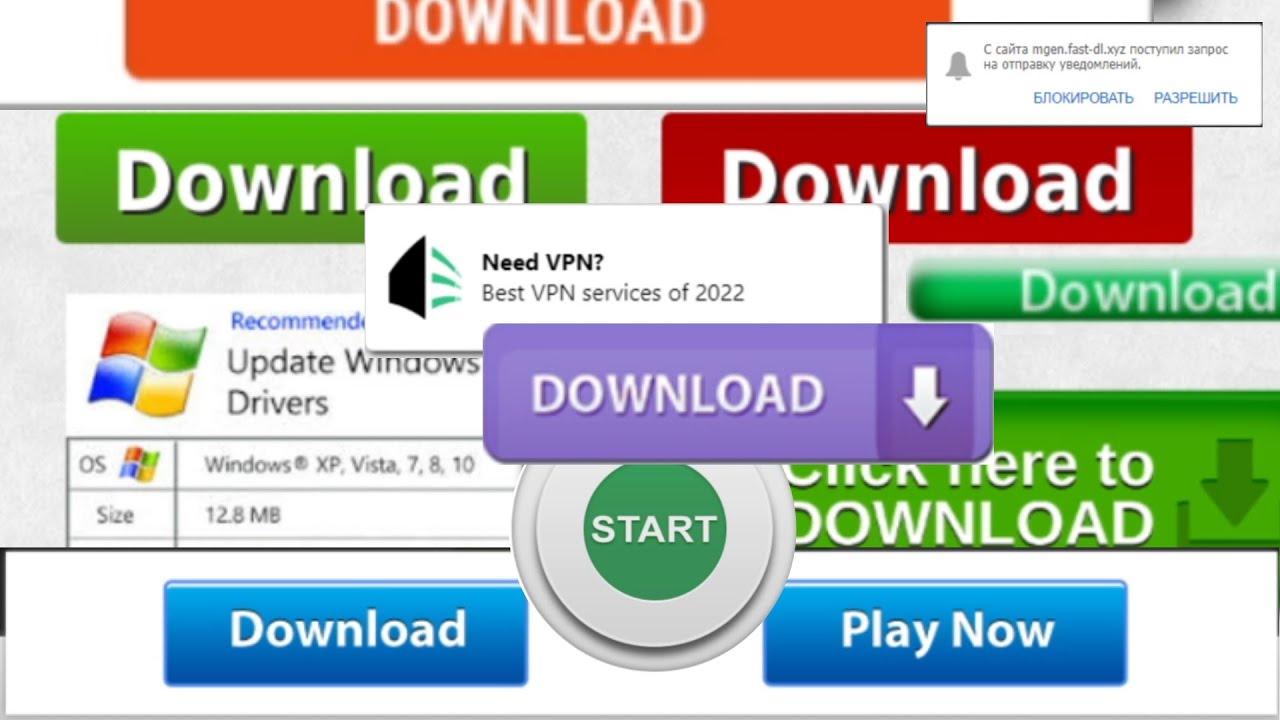 DOWNLOAD
С сайта mgen.fast-dl.xyz поступил запрос
на отправку уведомлений.
БЛОКИРОВАТЬ РАЗРЕШИТЬ
Download
Download
Need VPN?
Best VPN services of 2022
Download
Recommende
Update Windows
Drivers
DOWNLOAD
OS Windows® XP, Vista, 7, 8, 10
Size 12.8 MB
Click here to
DOWNLOAD
START
Download
Play Now